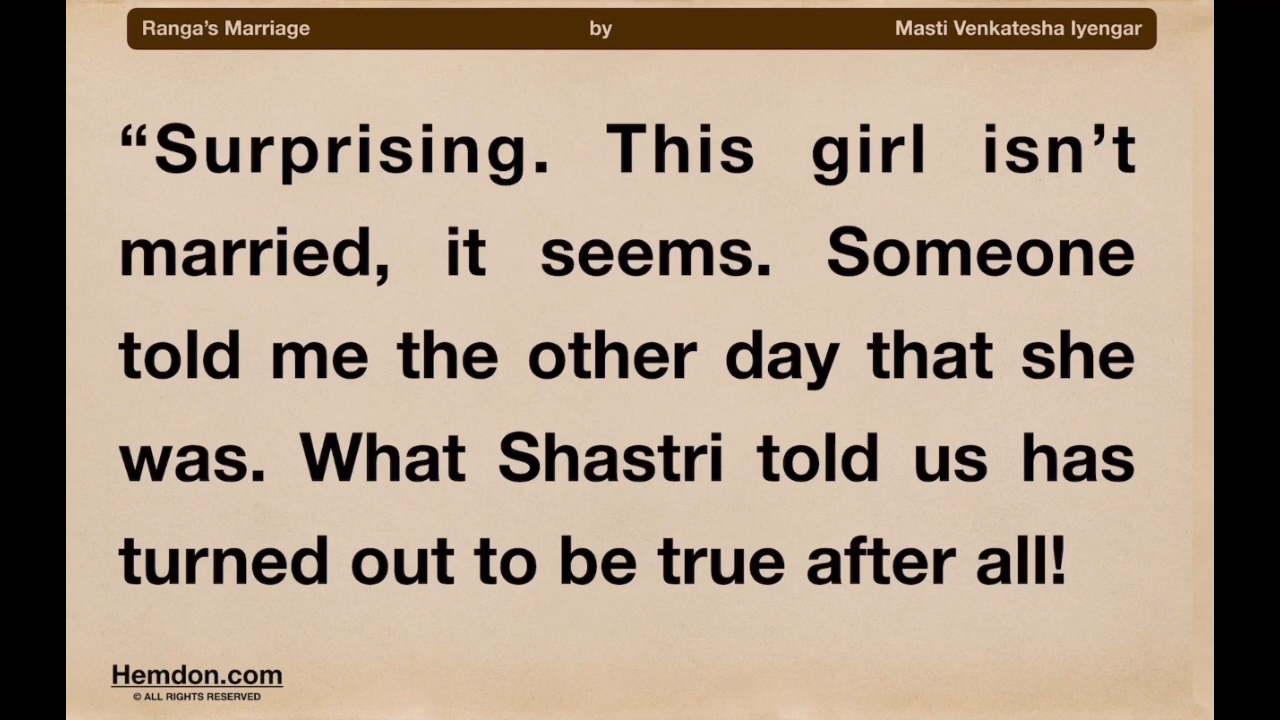 Ranga’s Marriage by Masti Venkatesha Iyengar
“Surprising. This girl isn’t
married, it seems. Someone
told me the other day that she
was. What Shastri told us has
turned out to be true after all!
Hemdon.com
© ALL RIGHTS RESERVED